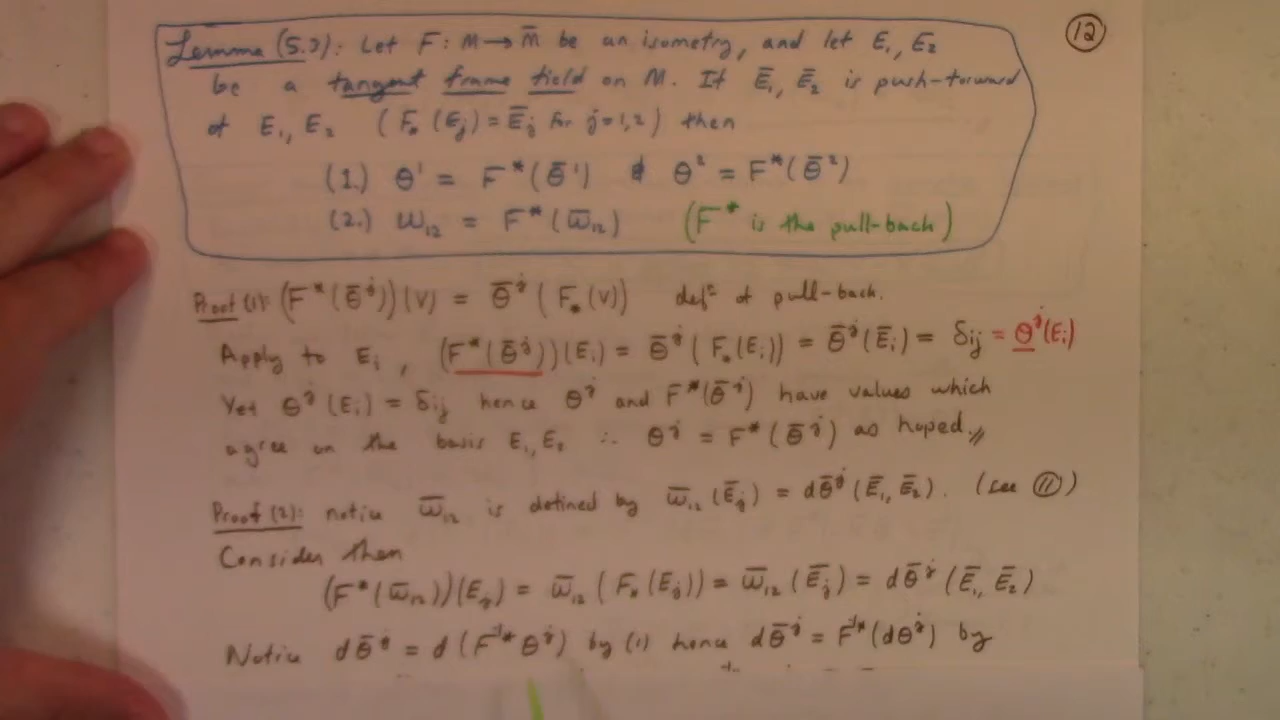 ⑫
Lemma (5.3): Let F: M → M̄ be an isometry, and let E₁, E₂
be a tangent frame field on M. If Ē₁, Ē₂ is push-forward
of E₁, E₂ (F₊(Eⱼ) = Ēⱼ for j=1,2) then
(1.) θ¹ = F*(θ̄¹) & θ² = F*(θ̄²)
(2.) ω₁₂ = F*(ω̄₁₂) (F* is the pull-back)
Proof (1): (F*(θ̄ʲ))(v) = θ̄ʲ(F₊(v)) defⁿ of pull-back.
Apply to Eᵢ, (F*(θ̄ʲ))(Eᵢ) = θ̄ʲ(F₊(Eᵢ)) = θ̄ʲ(Ēᵢ) = δij = θʲ(Eᵢ)
Yet θʲ(Eᵢ) = δij hence θʲ and F*(θ̄ʲ) have values which
agree on the basis E₁, E₂ ∴ θʲ = F*(θ̄ʲ) as hoped.//
Proof (2): notice ω̄₁₂ is defined by ω̄₁₂(Ēⱼ) = dθ̄ʲ(Ē₁, Ē₂). (see ⑪)
Consider then
(F*(ω̄₁₂))(Eⱼ) = ω̄₁₂(F₊(Eⱼ)) = ω̄₁₂(Ēⱼ) = dθ̄ʲ(Ē₁, Ē₂)
Notice dθ̄ʲ = d(F⁻¹*θʲ) by (1) hence dθ̄ʲ = F⁻¹*(dθʲ) by